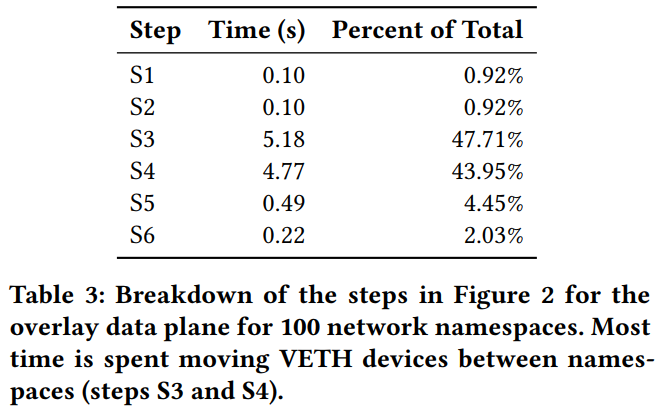 Step Time (s) Percent of Total
S1 0.10 0.92%
S2 0.10 0.92%
S3 5.18 47.71%
S4 4.77 43.95%
S5 0.49 4.45%
S6 0.22 2.03%
Table 3: Breakdown of the steps in Figure 2 for the
overlay data plane for 100 network namespaces. Most
time is spent moving VETH devices between names-
paces (steps S3 and S4).